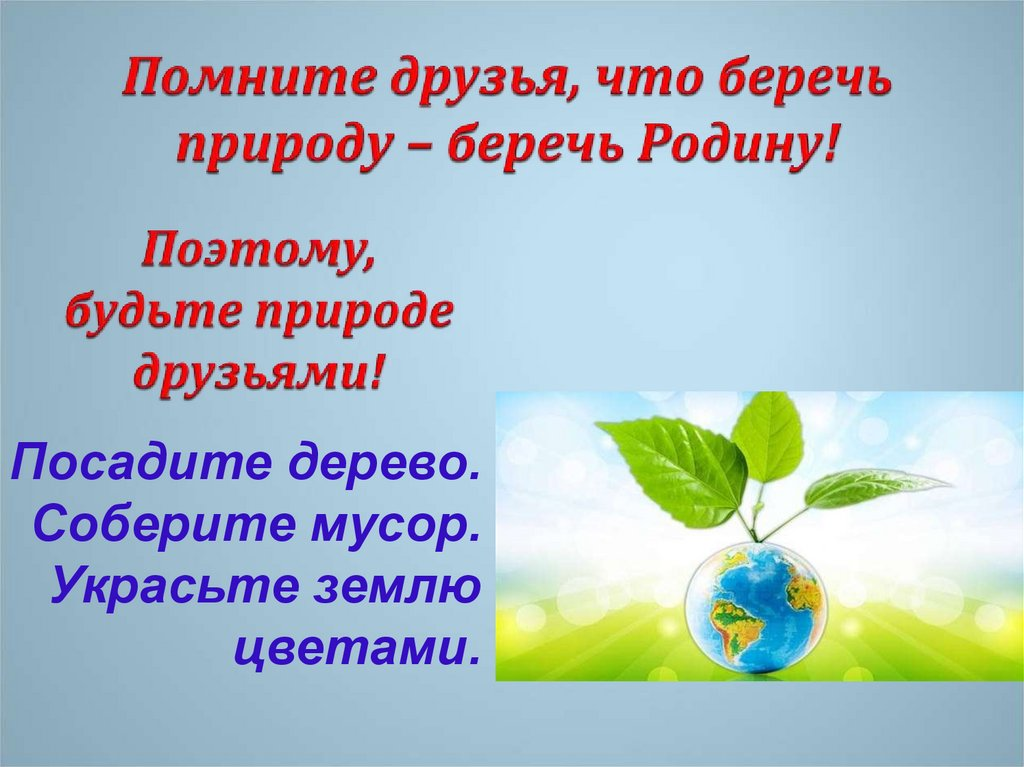 Помните друзья, что беречь
природу – беречь Родину!
Поэтому,
будьте природе
друзьями!
Посадите дерево.
Соберите мусор.
Украсьте землю
цветами.